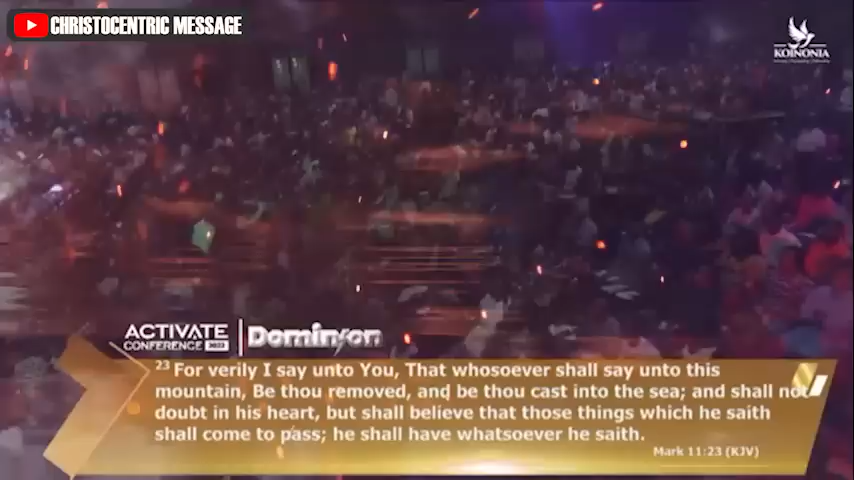 CHRISTOCENTRIC MESSAGE
KOINONIA
ACTIVATE
CONFERENCE
Dominion
23 For verily I say unto You, That whosoever shall say unto this
mountain, Be thou removed, and be thou cast into the sea; and shall not
doubt in his heart, but shall believe that those things which he saith
shall come to pass; he shall have whatsoever he saith.
Mark 11:23 (KJV)